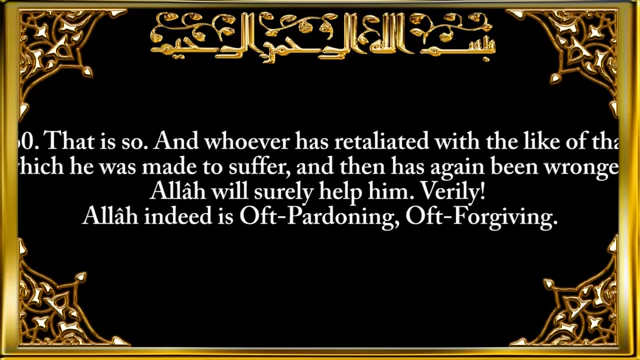 بسم الله الرحمن الرحيم
60. That is so. And whoever has retaliated with the like of tha
which he was made to suffer, and then has again been wronge
Allâh will surely help him. Verily!
Allâh indeed is Oft-Pardoning, Oft-Forgiving.